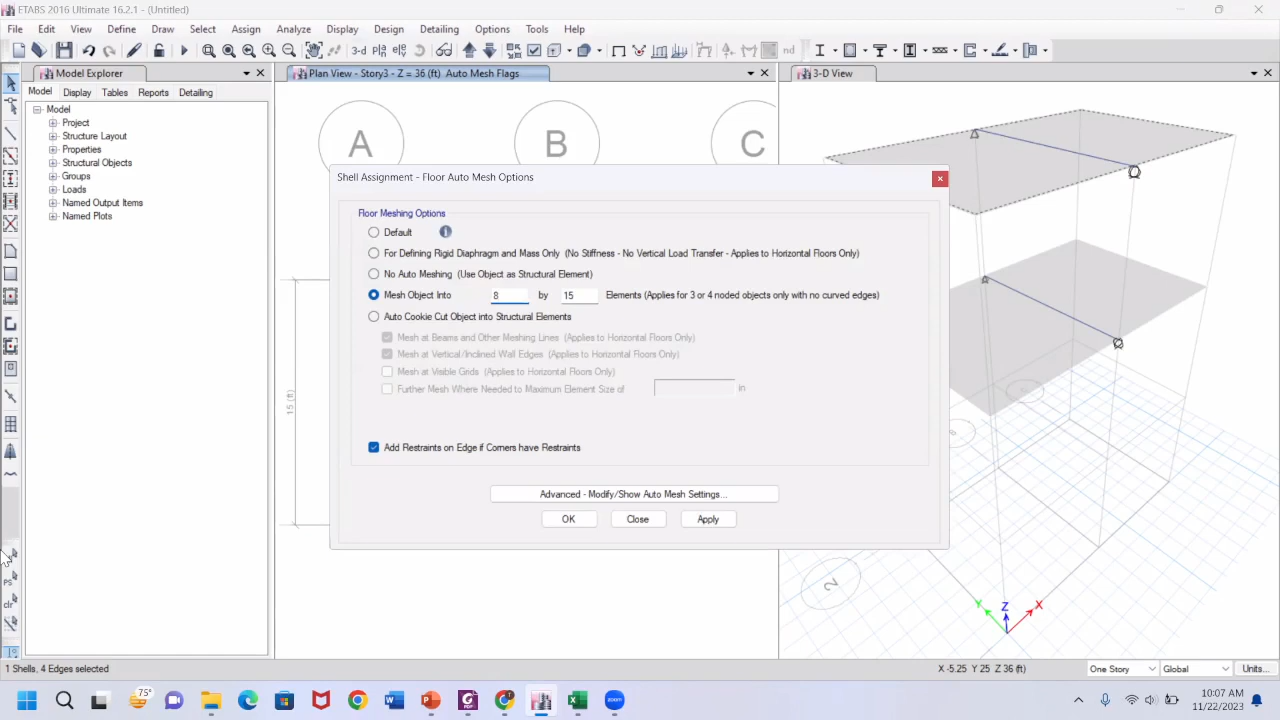 ETABS 2016 Ultimate 16.2.1 - (Untitled)
File Edit View Define Draw Select Assign Analyze Display Design Detailing Options Tools Help
3-d nd
Model Explorer
Plan View - Story3 - Z = 36 (ft) Auto Mesh Flags
3-D View
Model Display Tables Reports Detailing
Model
Project
Structure Layout
Properties
Structural Objects
Groups
Loads
Named Output Items
Named Plots
A B C
15 (ft)
Shell Assignment - Floor Auto Mesh Options
Floor Meshing Options
Default
For Defining Rigid Diaphragm and Mass Only (No Stiffness - No Vertical Load Transfer - Applies to Horizontal Floors Only)
No Auto Meshing (Use Object as Structural Element)
Mesh Object Into 8 by 15 Elements (Applies for 3 or 4 noded objects only with no curved edges)
Auto Cookie Cut Object into Structural Elements
Mesh at Beams and Other Meshing Lines (Applies to Horizontal Floors Only)
Mesh at Vertical/Inclined Wall Edges (Applies to Horizontal Floors Only)
Mesh at Visible Grids (Applies to Horizontal Floors Only)
Further Mesh Where Needed to Maximum Element Size of in
Add Restraints on Edge if Corners have Restraints
Advanced - Modify/Show Auto Mesh Settings...
OK Close Apply
2
Y Z X
PS
clr
1 Shells, 4 Edges selected
X -5.25 Y 25 Z 36 (ft)
One Story Global Units...
75°
zoom
10:07 AM
11/22/2023